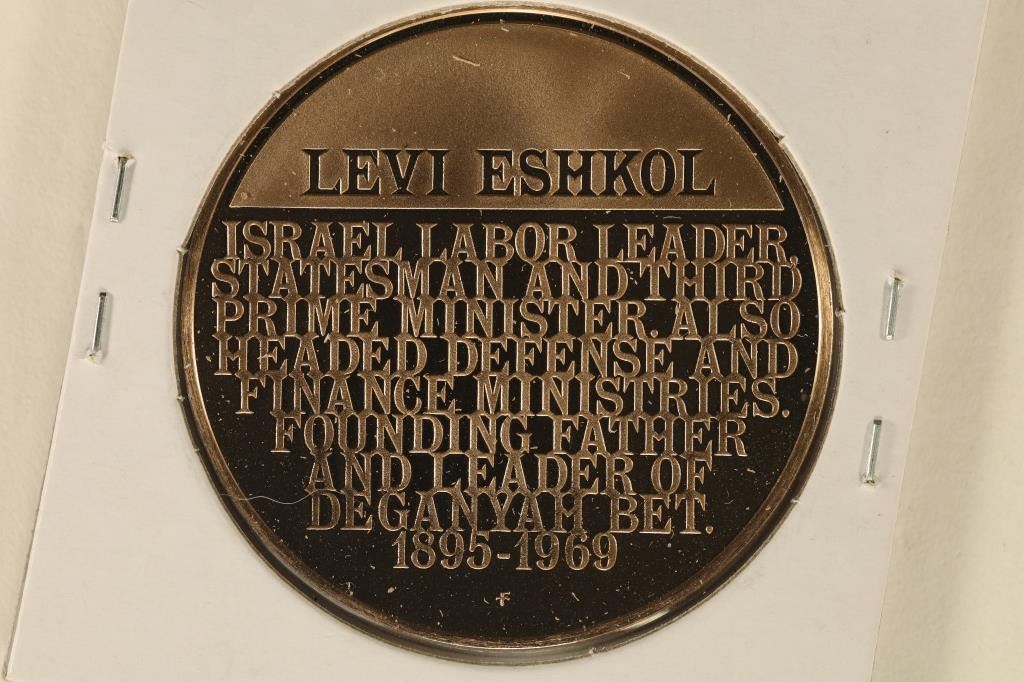 LEVI ESHKOL
ISRAEL LABOR LEADER,
STATESMAN AND THIRD
PRIME MINISTER. ALSO
HEADED DEFENSE AND
FINANCE MINISTRIES.
FOUNDING FATHER
AND LEADER OF
DEGANYAH BET.
1895-1969
F